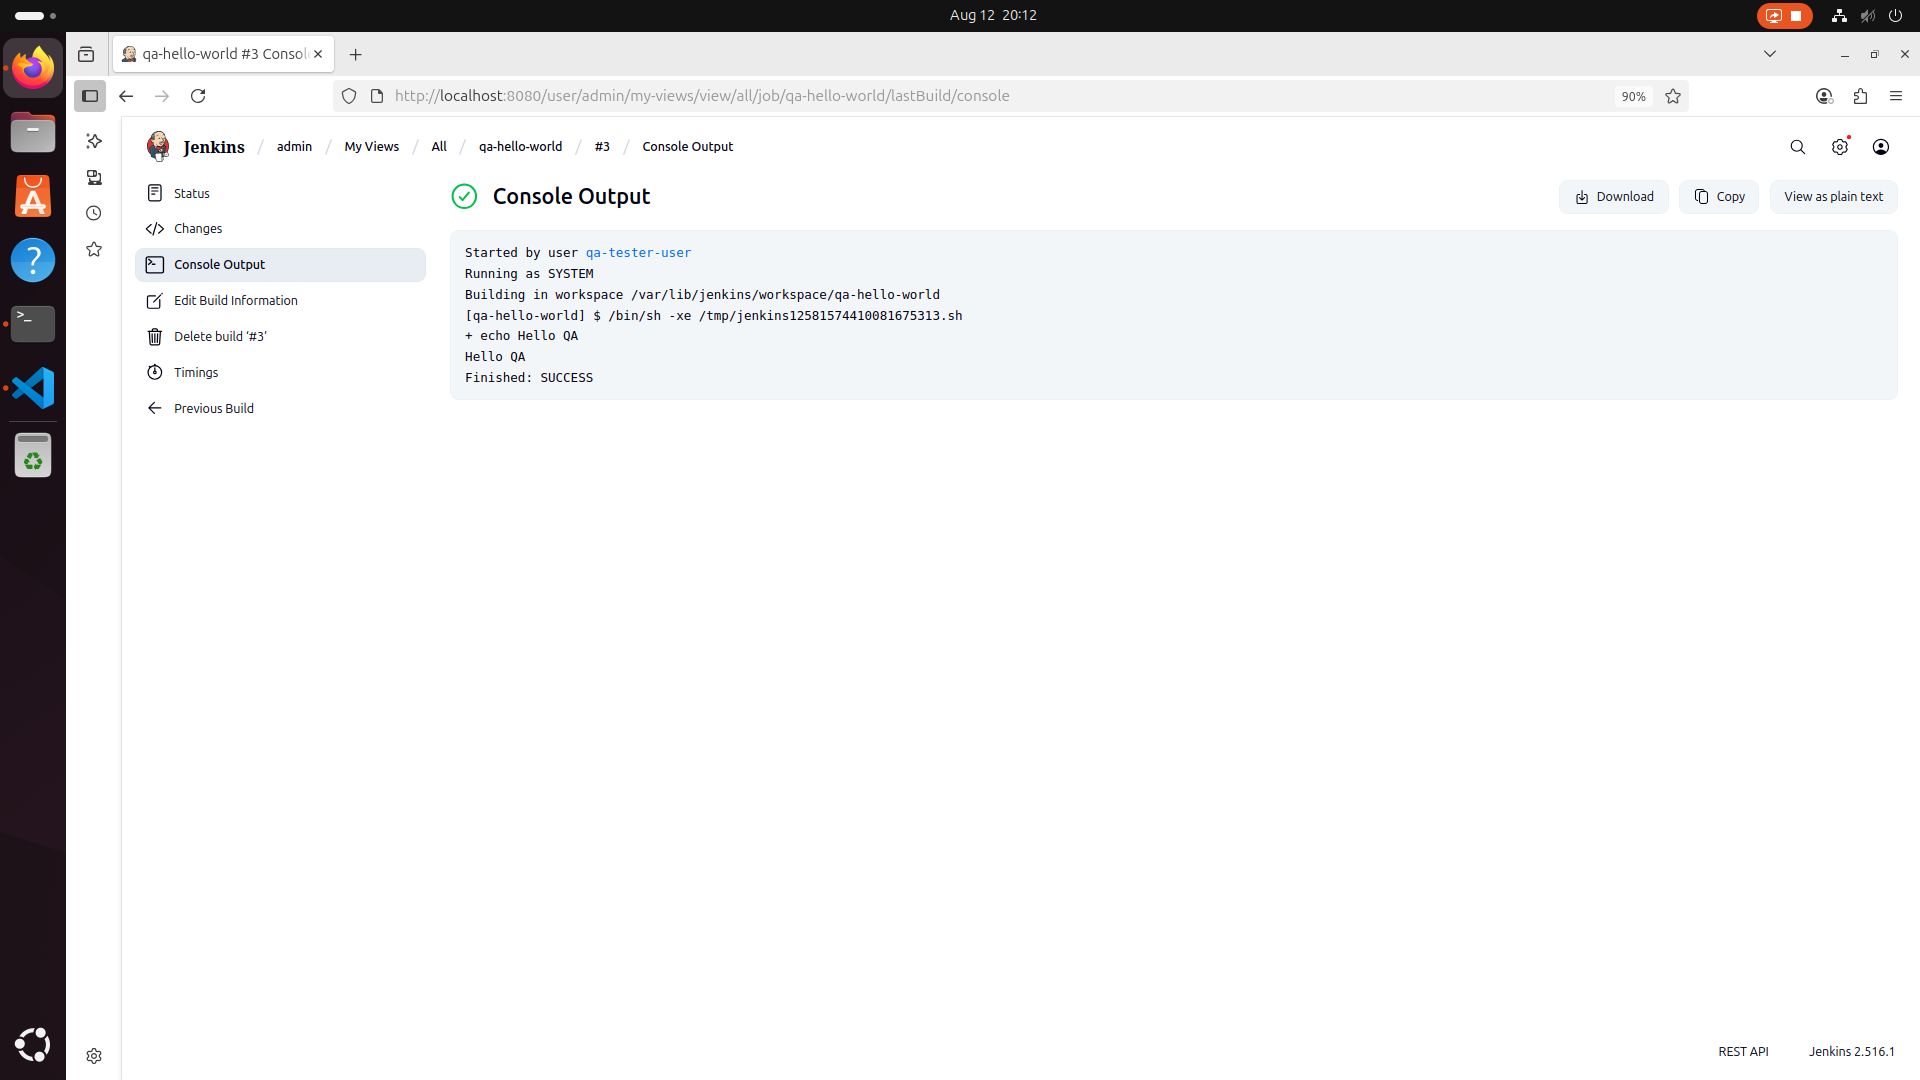 Aug 12 20:12
qa-hello-world #3 Consol
http://localhost:8080/user/admin/my-views/view/all/job/qa-hello-world/lastBuild/console
90%
Jenkins / admin / My Views / All / qa-hello-world / #3 / Console Output
Status
Changes
Console Output
Edit Build Information
Delete build ‘#3’
Timings
Previous Build
Console Output
Download
Copy
View as plain text
Started by user qa-tester-user
Running as SYSTEM
Building in workspace /var/lib/jenkins/workspace/qa-hello-world
[qa-hello-world] $ /bin/sh -xe /tmp/jenkins12581574410081675313.sh
+ echo Hello QA
Hello QA
Finished: SUCCESS
REST API
Jenkins 2.516.1